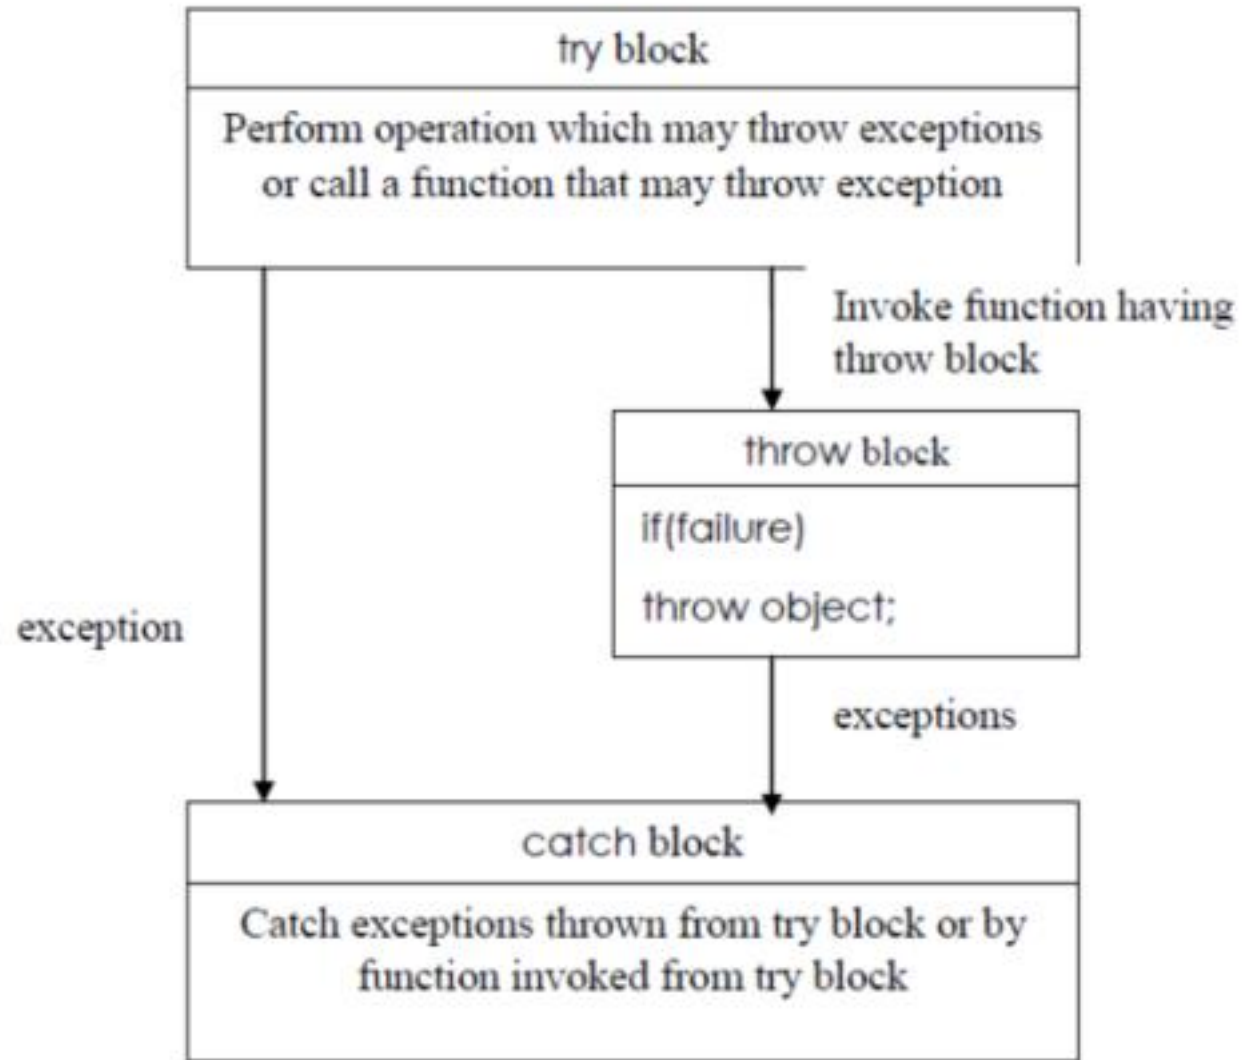 try block
Perform operation which may throw exceptions
or call a function that may throw exception
Invoke function having
throw block
throw block
if(failure)
throw object;
exception
exceptions
catch block
Catch exceptions thrown from try block or by
function invoked from try block